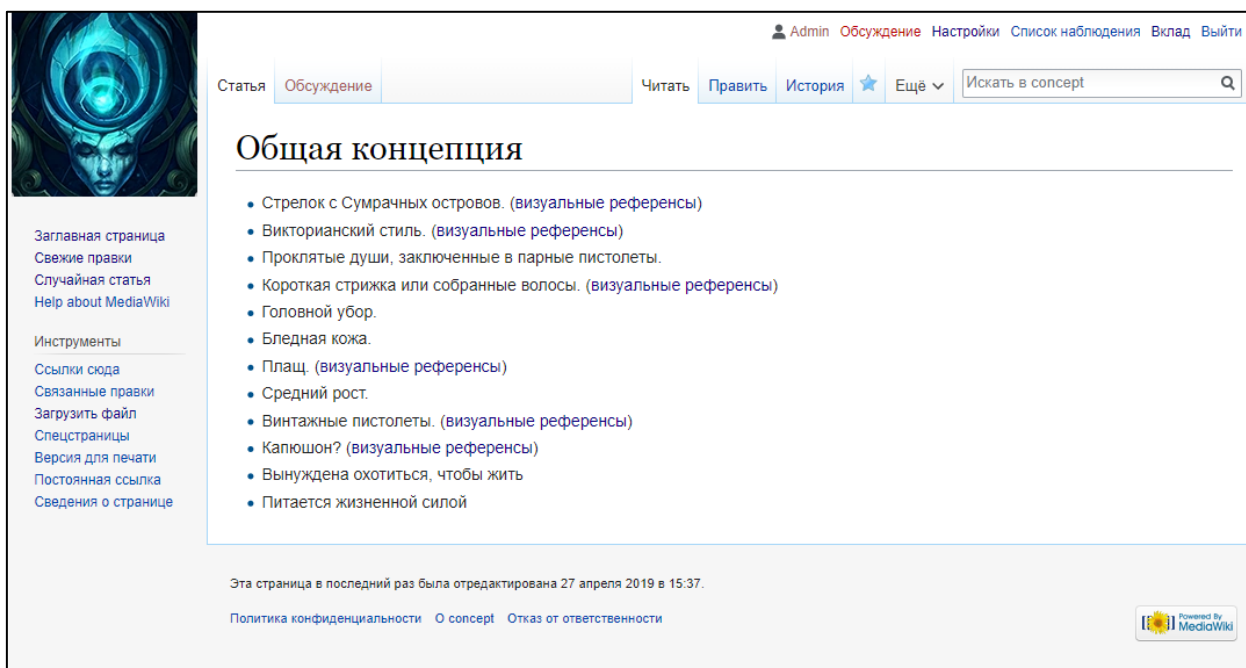 Admin Обсуждение Настройки Список наблюдения Вклад Выйти
Статья Обсуждение Читать Править История Ещё Искать в concept
Общая концепция
Стрелок с Сумрачных островов. (визуальные референсы)
Викторианский стиль. (визуальные референсы)
Проклятые души, заключенные в парные пистолеты.
Короткая стрижка или собранные волосы. (визуальные референсы)
Головной убор.
Бледная кожа.
Плащ. (визуальные референсы)
Средний рост.
Винтажные пистолеты. (визуальные референсы)
Капюшон? (визуальные референсы)
Вынуждена охотиться, чтобы жить
Питается жизненной силой
Заглавная страница
Свежие правки
Случайная статья
Help about MediaWiki
Инструменты
Ссылки сюда
Связанные правки
Загрузить файл
Спецстраницы
Версия для печати
Постоянная ссылка
Сведения о странице
Эта страница в последний раз была отредактирована 27 апреля 2019 в 15:37.
Политика конфиденциальности О concept Отказ от ответственности
Powered By
MediaWiki